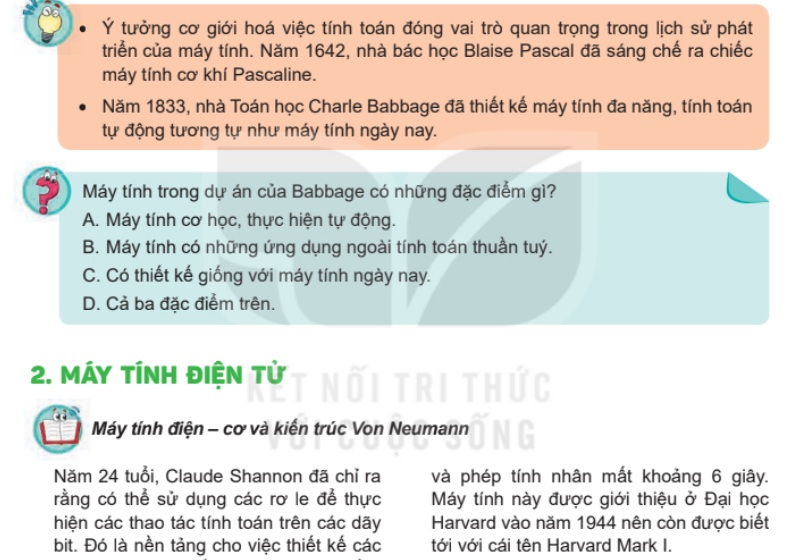 • Ý tưởng cơ giới hoá việc tính toán đóng vai trò quan trọng trong lịch sử phát
triển của máy tính. Năm 1642, nhà bác học Blaise Pascal đã sáng chế ra chiếc
máy tính cơ khí Pascaline.
• Năm 1833, nhà Toán học Charle Babbage đã thiết kế máy tính đa năng, tính toán
tự động tương tự như máy tính ngày nay.
Máy tính trong dự án của Babbage có những đặc điểm gì?
A. Máy tính cơ học, thực hiện tự động.
B. Máy tính có những ứng dụng ngoài tính toán thuần tuý.
C. Có thiết kế giống với máy tính ngày nay.
D. Cả ba đặc điểm trên.
2. MÁY TÍNH ĐIỆN TỬ
KẾT NỐI TRI THỨC
VỚI CUỘC SỐNG
Máy tính điện – cơ và kiến trúc Von Neumann
Năm 24 tuổi, Claude Shannon đã chỉ ra
rằng có thể sử dụng các rơ le để thực
hiện các thao tác tính toán trên các dãy
bit. Đó là nền tảng cho việc thiết kế các
và phép tính nhân mất khoảng 6 giây.
Máy tính này được giới thiệu ở Đại học
Harvard vào năm 1944 nên còn được biết
tới với cái tên Harvard Mark I.